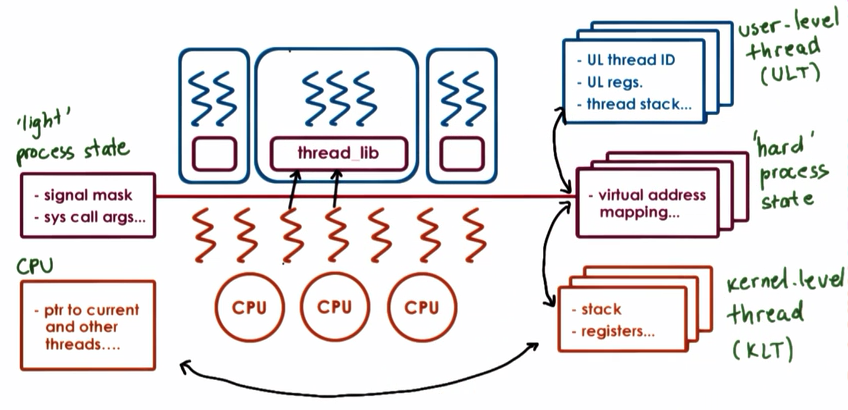 user-level
thread
(ULT)
- UL thread ID
- UL regs.
- thread stack...
'light'
process state
- signal mask
- sys call args...
thread_lib
'hard'
process
state
- virtual address
mapping...
CPU
- ptr to current
and other
threads....
CPU
CPU
CPU
- stack
- registers...
kernel-level
thread
(KLT)